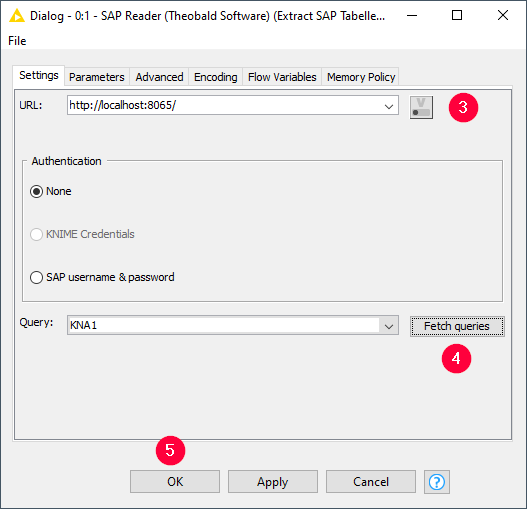 Dialog - 0:1 - SAP Reader (Theobald Software) (Extract SAP Tabelle...
File
Settings Parameters Advanced Encoding Flow Variables Memory Policy
URL: http://localhost:8065/ V 3
Authentication
None
KNIME Credentials
SAP username & password
Query: KNA1 Fetch queries
4
5
OK Apply Cancel ?